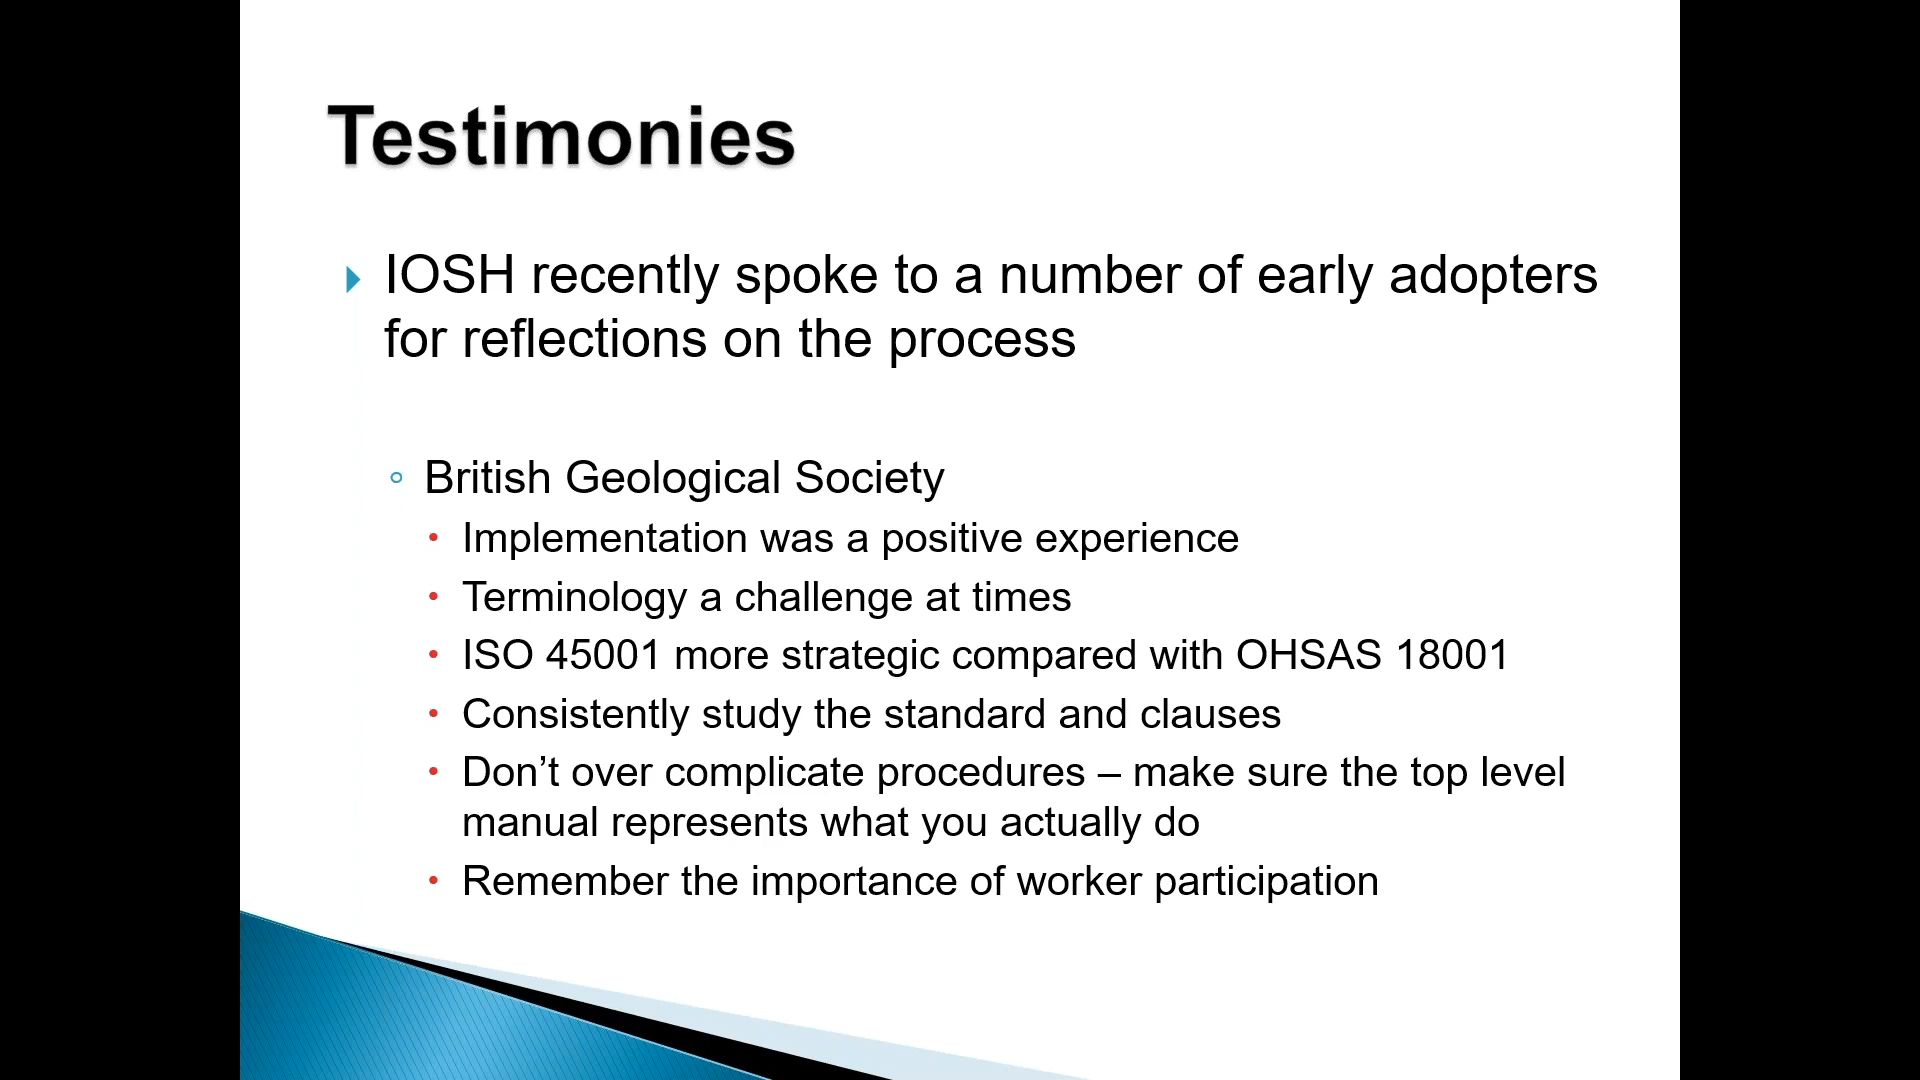 Testimonies
IOSH recently spoke to a number of early adopters
for reflections on the process
British Geological Society
Implementation was a positive experience
Terminology a challenge at times
ISO 45001 more strategic compared with OHSAS 18001
Consistently study the standard and clauses
Don’t over complicate procedures – make sure the top level
manual represents what you actually do
Remember the importance of worker participation